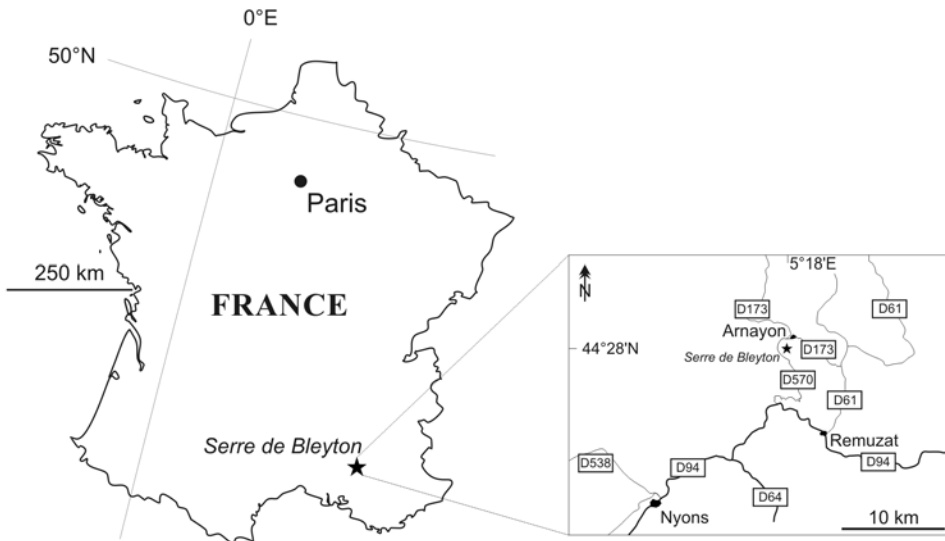 0°E
50°N
Paris
250 km
FRANCE
Serre de Bleyton
5°18'E
N
D173
D61
Arnayon
44°28'N
D173
Serre de Bleyton
D570
D61
Remuzat
D538
D94
D94
D64
Nyons
10 km